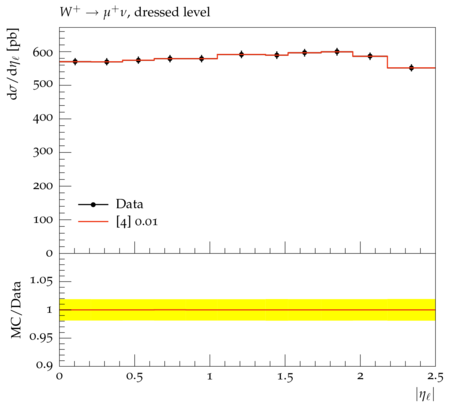 W⁺ → μ⁺ν, dressed level
dσ/dη_ℓ [pb]
600
500
400
300
200
100
0
Data
[4] 0.01
MC/Data
1.05
1
0.95
0.9
0 0.5 1 1.5 2 2.5
|η_ℓ|